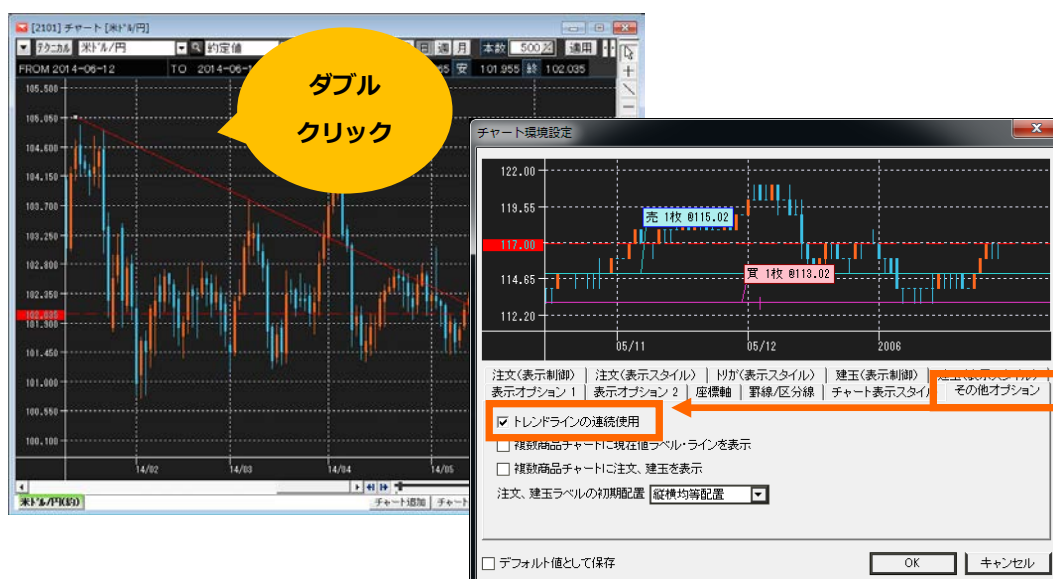 [2101] チャート [米ﾄﾞﾙ/円]
ﾃｸﾆｶﾙ 米ﾄﾞﾙ/円 約定値 日 週 月 本数 500 適用
FROM 2014-06-12 TO 安 101.955 終 102.035
ダブル
クリック
105.500
105.050
104.600
104.150
103.700
103.250
102.800
102.350
102.035
101.900
101.450
101.000
100.550
100.100
14/02 14/03 14/04 14/05
米ﾄﾞﾙ/円(約)
チャート追加
チャート環境設定
122.00
119.55
117.00
114.65
112.20
売 1枚 @115.02
買 1枚 @113.02
05/11 05/12 2006
注文(表示制御) 注文(表示スタイル) ﾄﾘｶﾞ(表示スタイル) 建玉(表示制御) 建玉(表示スタイル)
表示オプション 1 表示オプション 2 座標軸 罫線/区分線 チャート表示スタイル その他オプション
トレンドラインの連続使用
複数商品チャートに現在値ラベル・ラインを表示
複数商品チャートに注文、建玉を表示
注文、建玉ラベルの初期配置 縦横均等配置
デフォルト値として保存
OK キャンセル